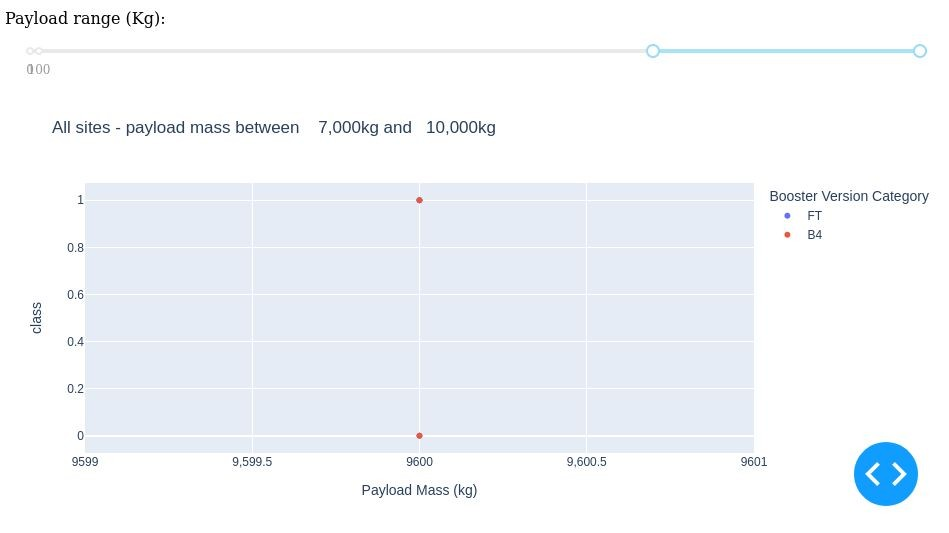 Payload range (Kg):
0 100
All sites - payload mass between 7,000kg and 10,000kg
Booster Version Category
FT
B4
1
0.8
0.6
0.4
0.2
0
class
9599 9,599.5 9600 9,600.5 9601
Payload Mass (kg)